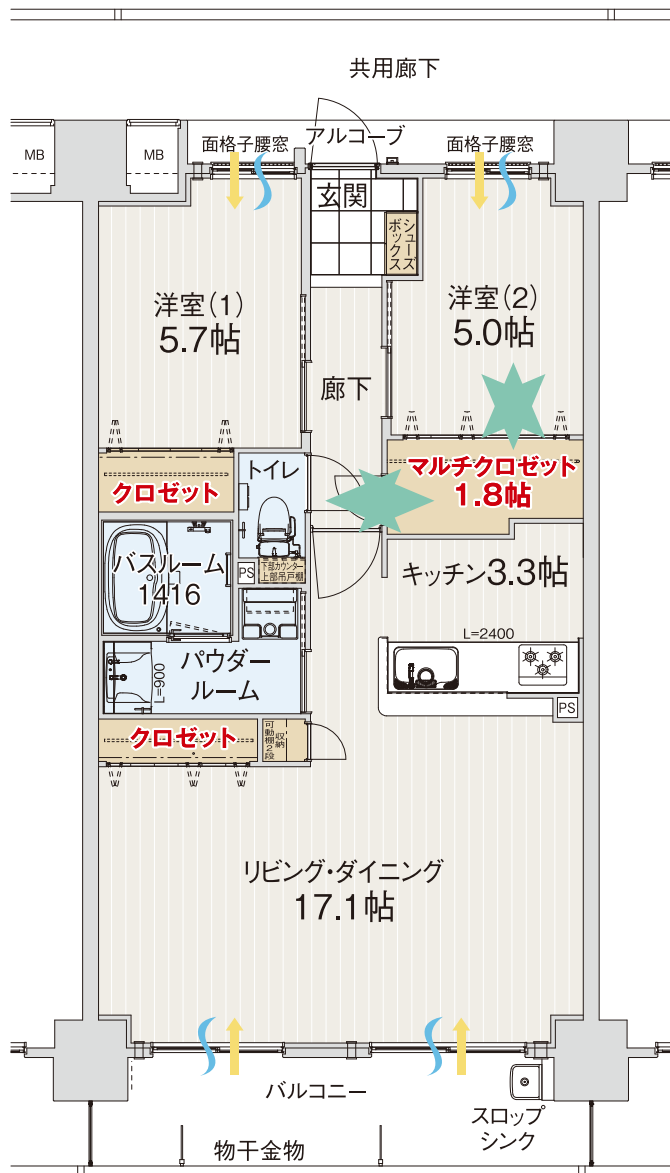 共用廊下
MB
MB
面格子腰窓
アルコーブ
面格子腰窓
玄関
シューズ
ボックス
洋室(1)
5.7帖
洋室(2)
5.0帖
廊下
クロゼット
トイレ
マルチクロゼット
1.8帖
バスルーム
1416
PS
下部カウンター
上部吊戸棚
キッチン3.3帖
L=2400
パウダー
ルーム
L=900
PS
クロゼット
収納
可動棚2段
リビング・ダイニング
17.1帖
バルコニー
スロップ
シンク
物干金物